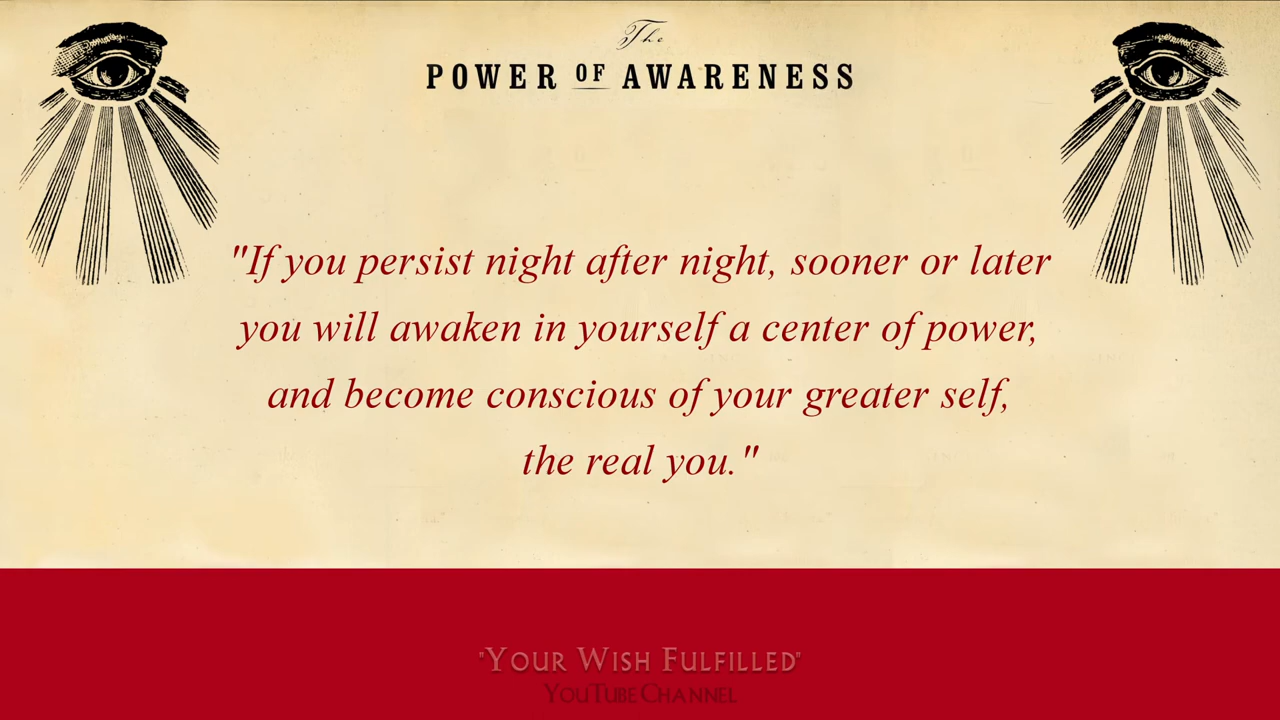 The
POWER OF AWARENESS
"If you persist night after night, sooner or later
you will awaken in yourself a center of power,
and become conscious of your greater self,
the real you."
"YOUR WISH FULFILLED"
YOUTUBE CHANNEL